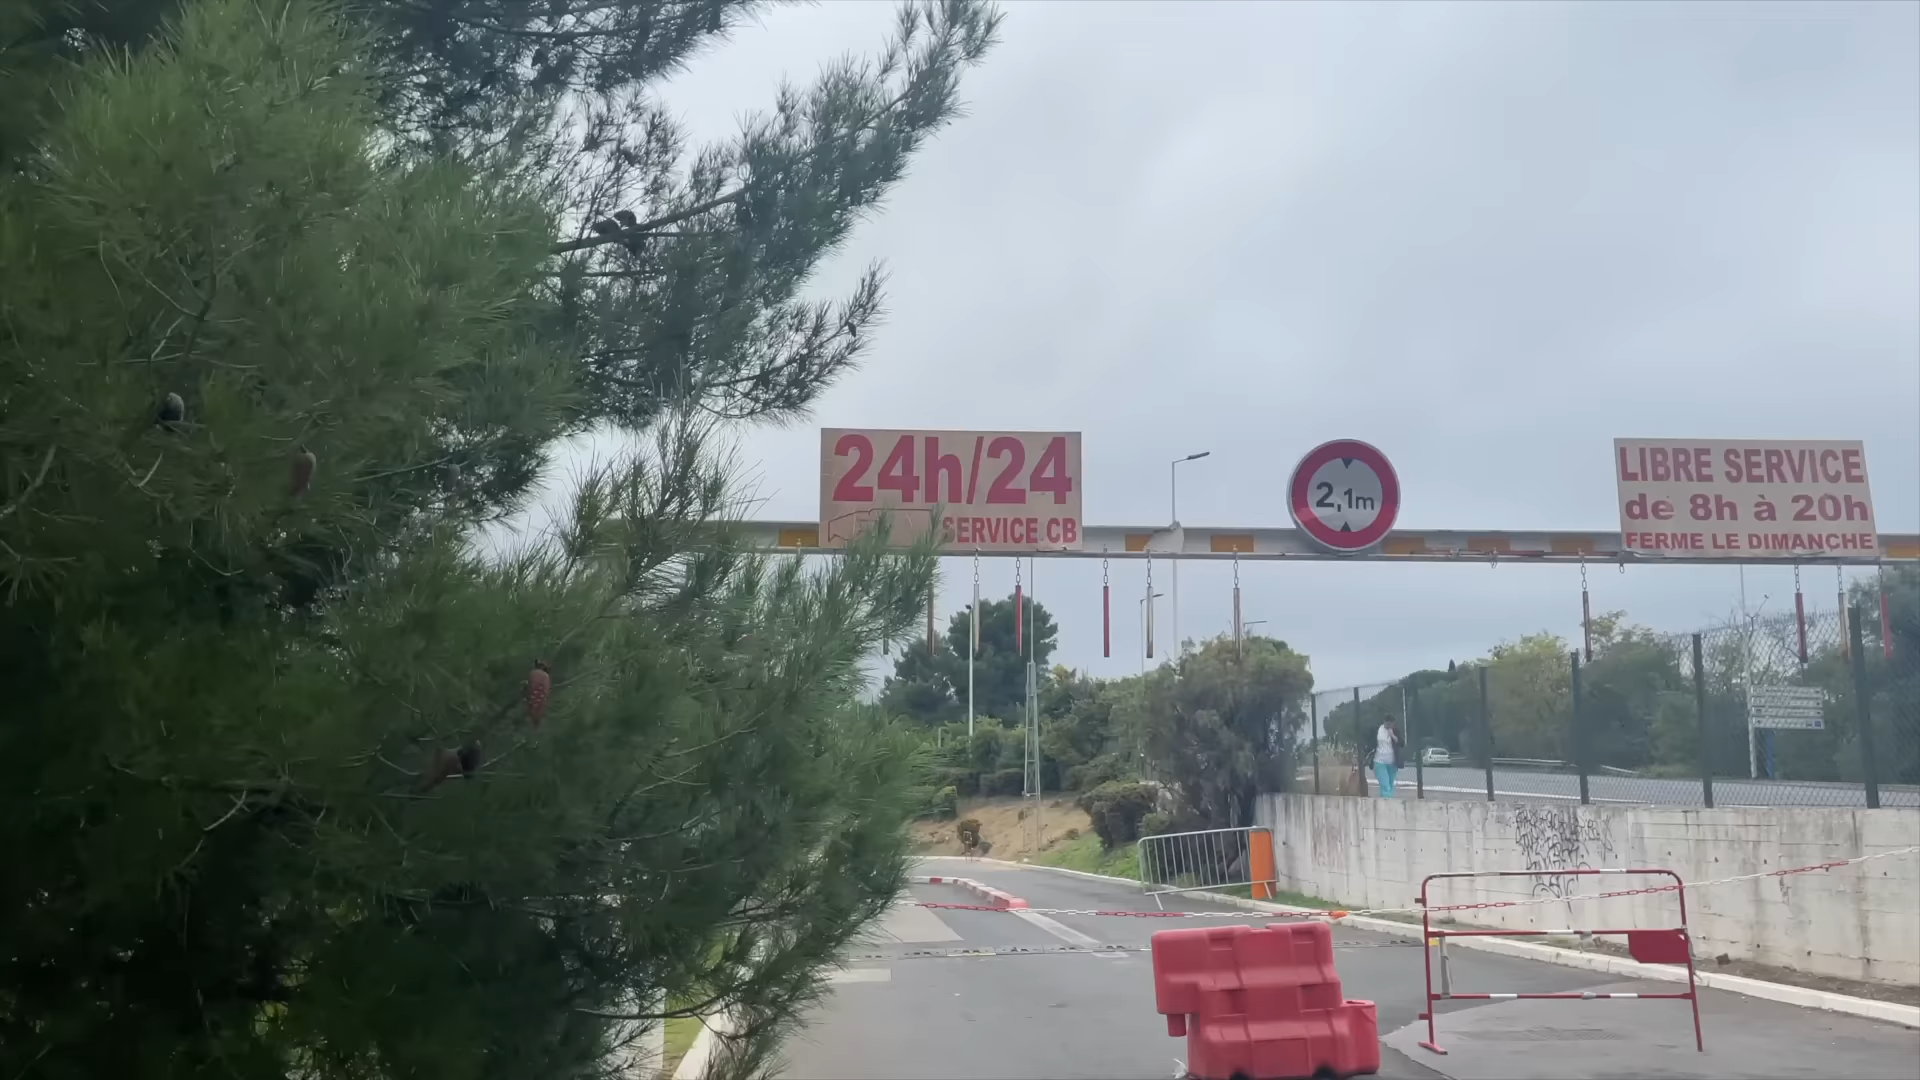 24h/24
SERVICE CB
2,1m
LIBRE SERVICE
de 8h à 20h
FERME LE DIMANCHE